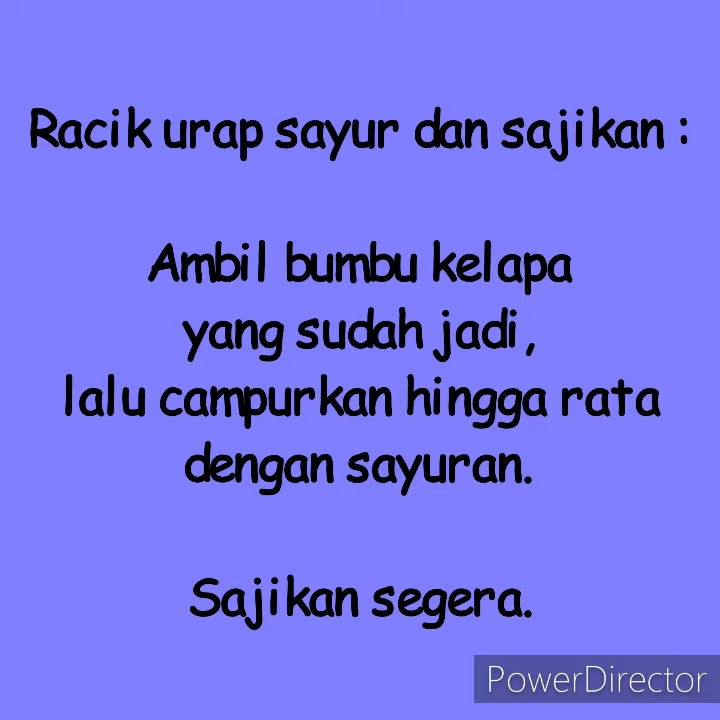 Racik urap sayur dan sajikan :
Ambil bumbu kelapa
yang sudah jadi,
lalu campurkan hingga rata
dengan sayuran.
Sajikan segera.
PowerDirector